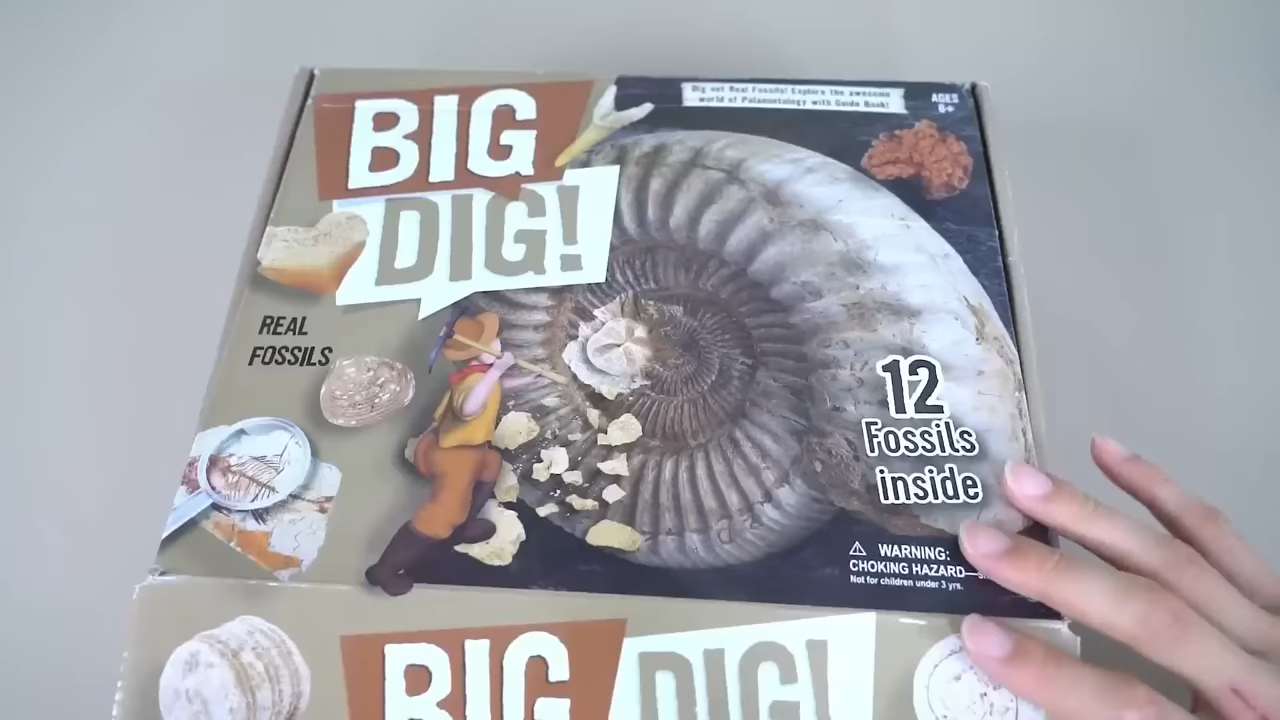 BIG
DIG!
Dig out Real Fossils! Explore the awesome
world of Palaeontology with Guide Book!
AGES
6+
REAL
FOSSILS
12
Fossils
inside
WARNING:
CHOKING HAZARD—
Not for children under 3 yrs.
BIG DIG!